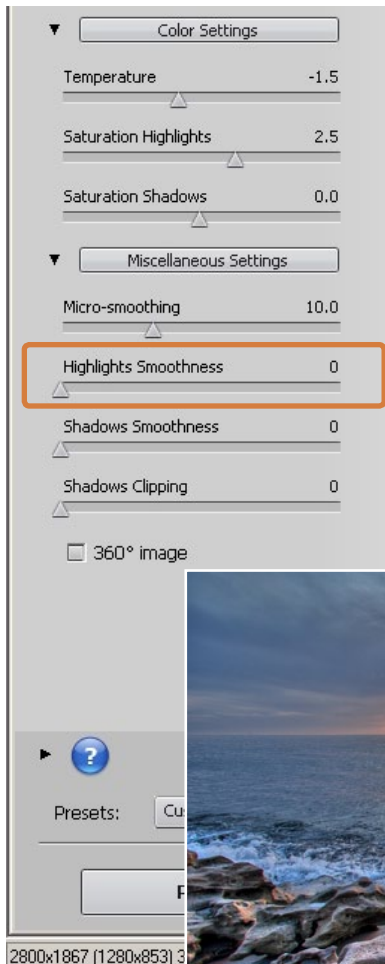 Color Settings
Temperature -1.5
Saturation Highlights 2.5
Saturation Shadows 0.0
Miscellaneous Settings
Micro-smoothing 10.0
Highlights Smoothness 0
Shadows Smoothness 0
Shadows Clipping 0
360° image
?
Presets:
2800x1867 (1280x853)